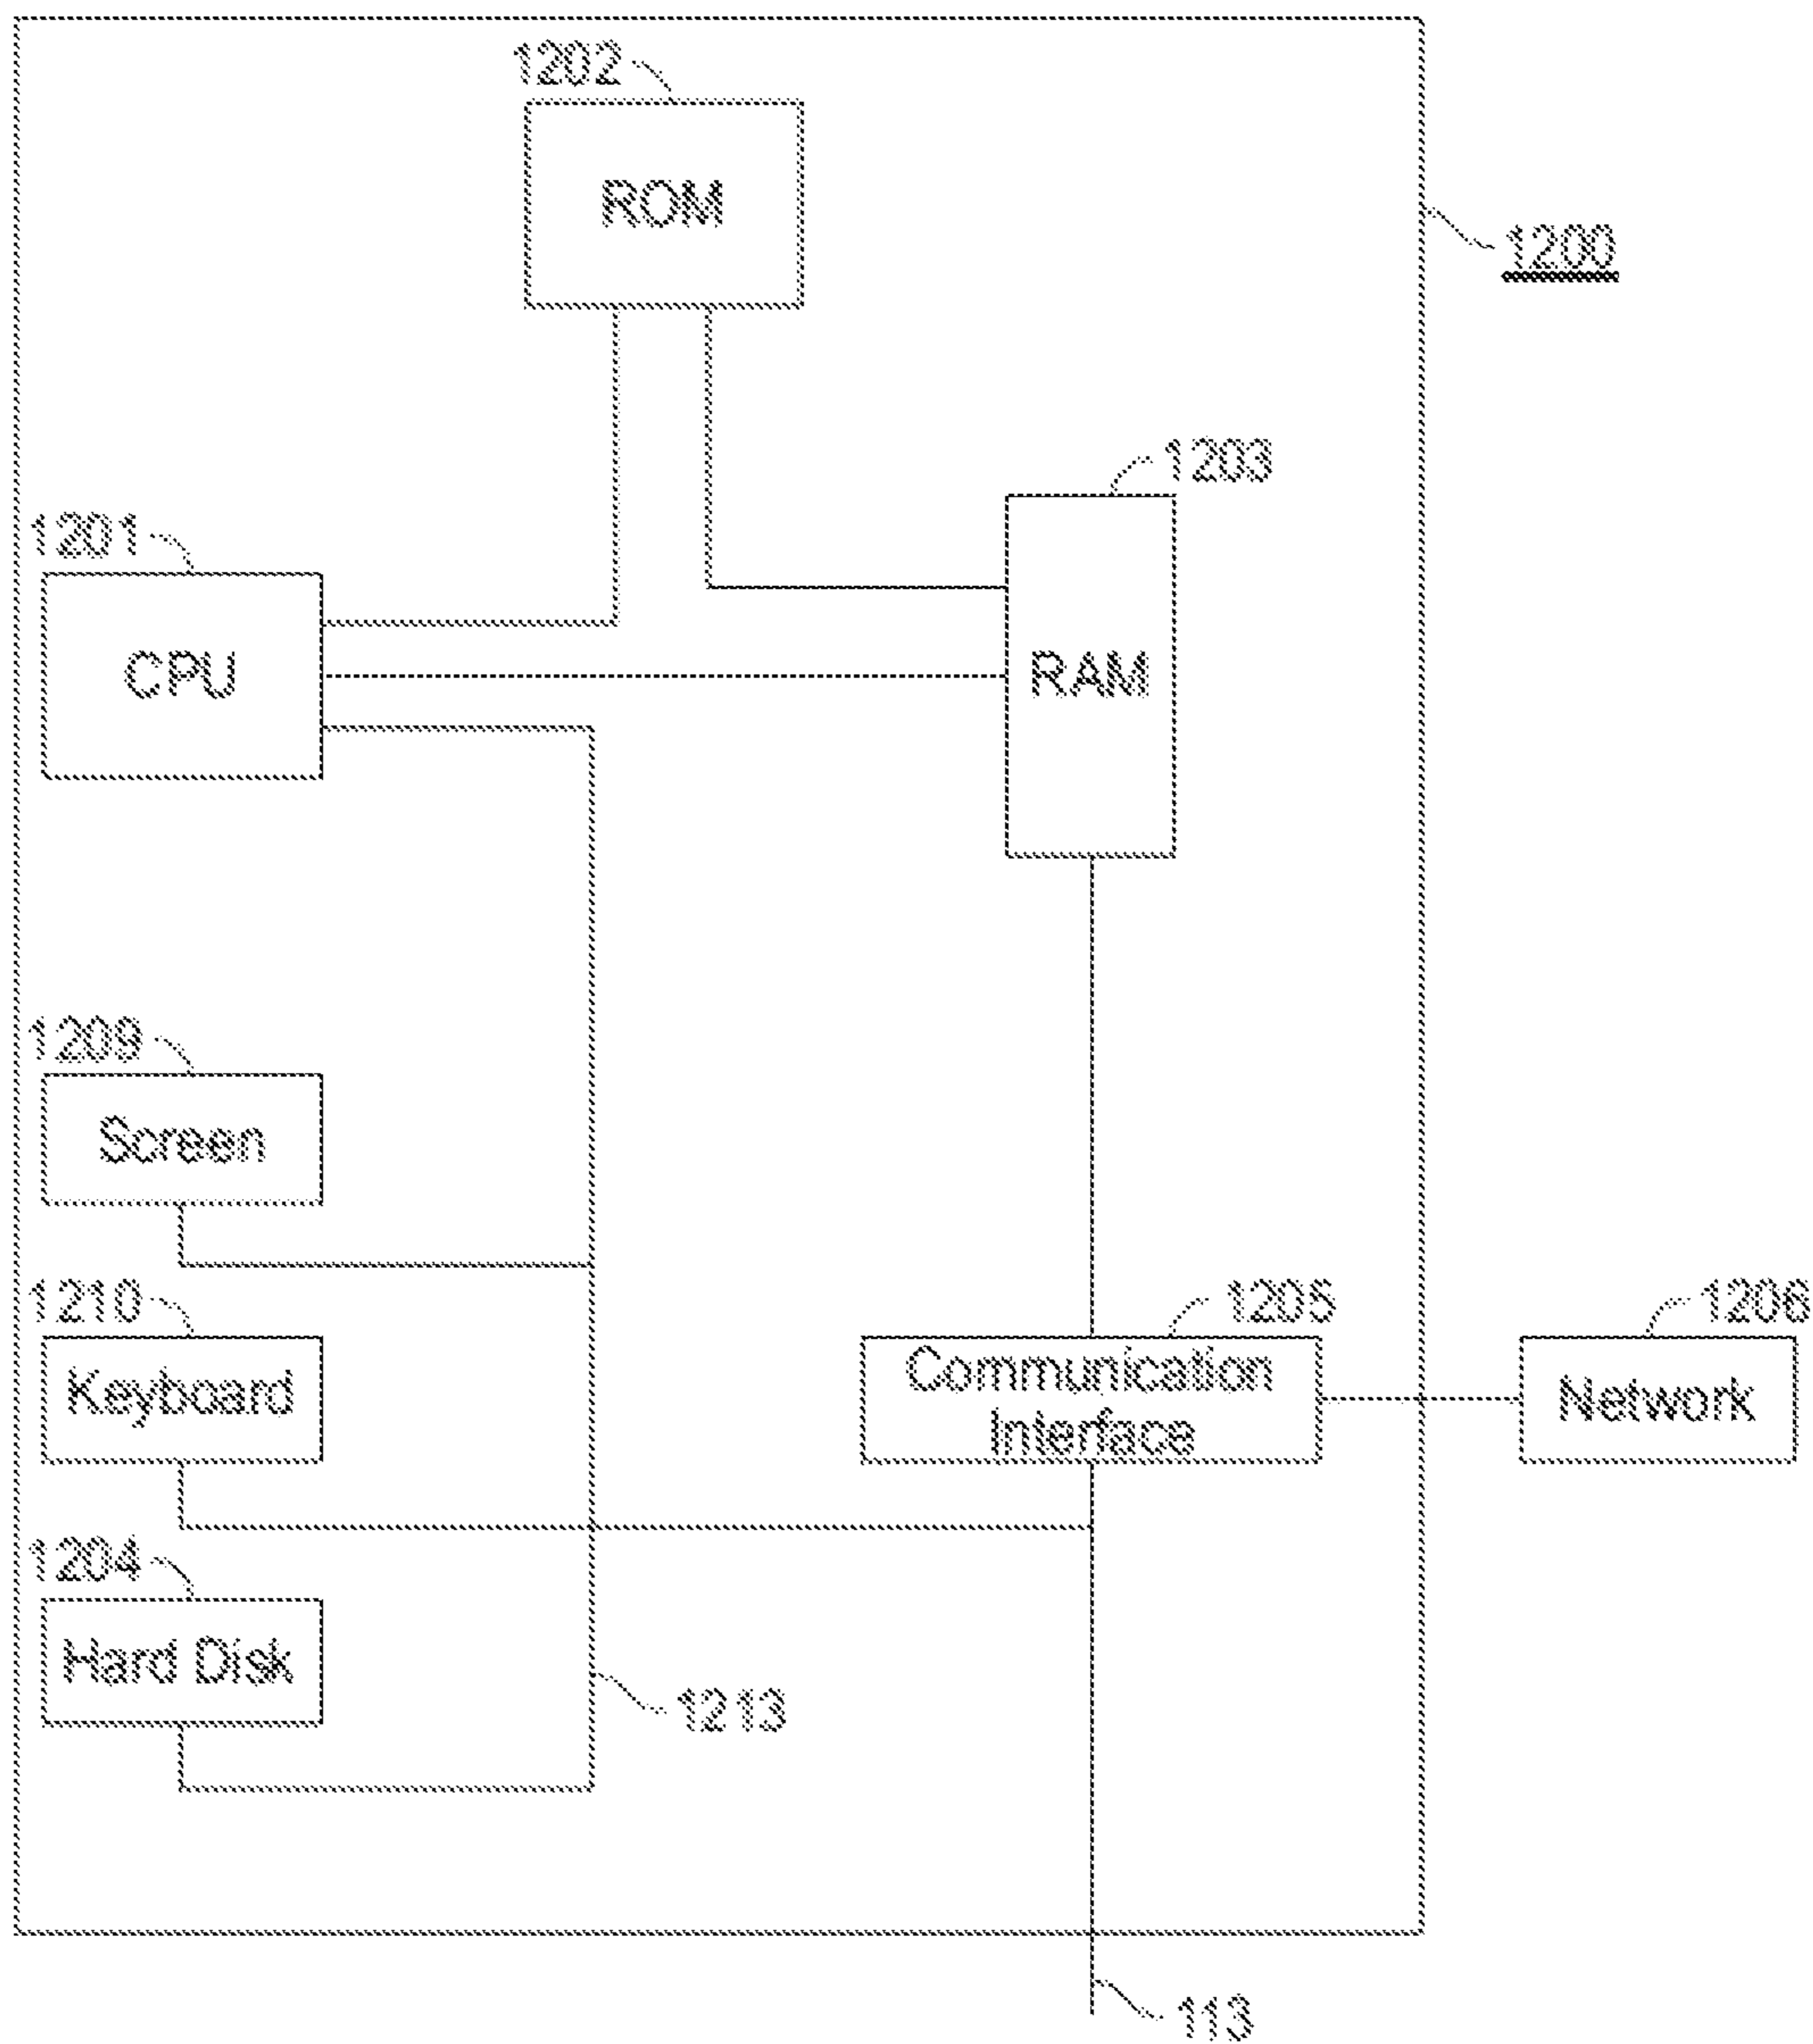 1202
ROM
1200
1203
RAM
1201
CPU
1209
Screen
1210
Keyboard
1205
Communication
Interface
1206
Network
1204
Hard Disk
1213
113